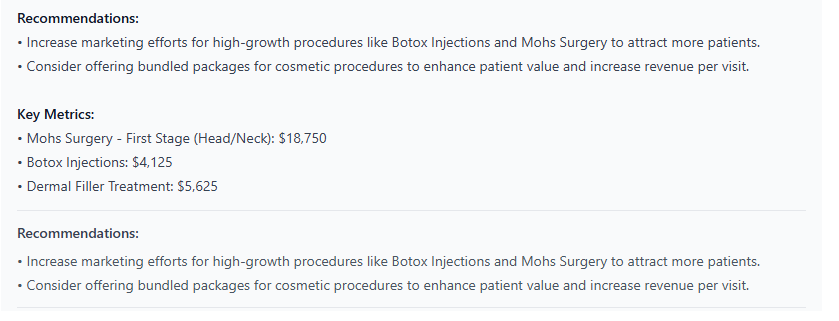 Recommendations:
• Increase marketing efforts for high-growth procedures like Botox Injections and Mohs Surgery to attract more patients.
• Consider offering bundled packages for cosmetic procedures to enhance patient value and increase revenue per visit.
Key Metrics:
• Mohs Surgery - First Stage (Head/Neck): $18,750
• Botox Injections: $4,125
• Dermal Filler Treatment: $5,625
Recommendations:
• Increase marketing efforts for high-growth procedures like Botox Injections and Mohs Surgery to attract more patients.
• Consider offering bundled packages for cosmetic procedures to enhance patient value and increase revenue per visit.